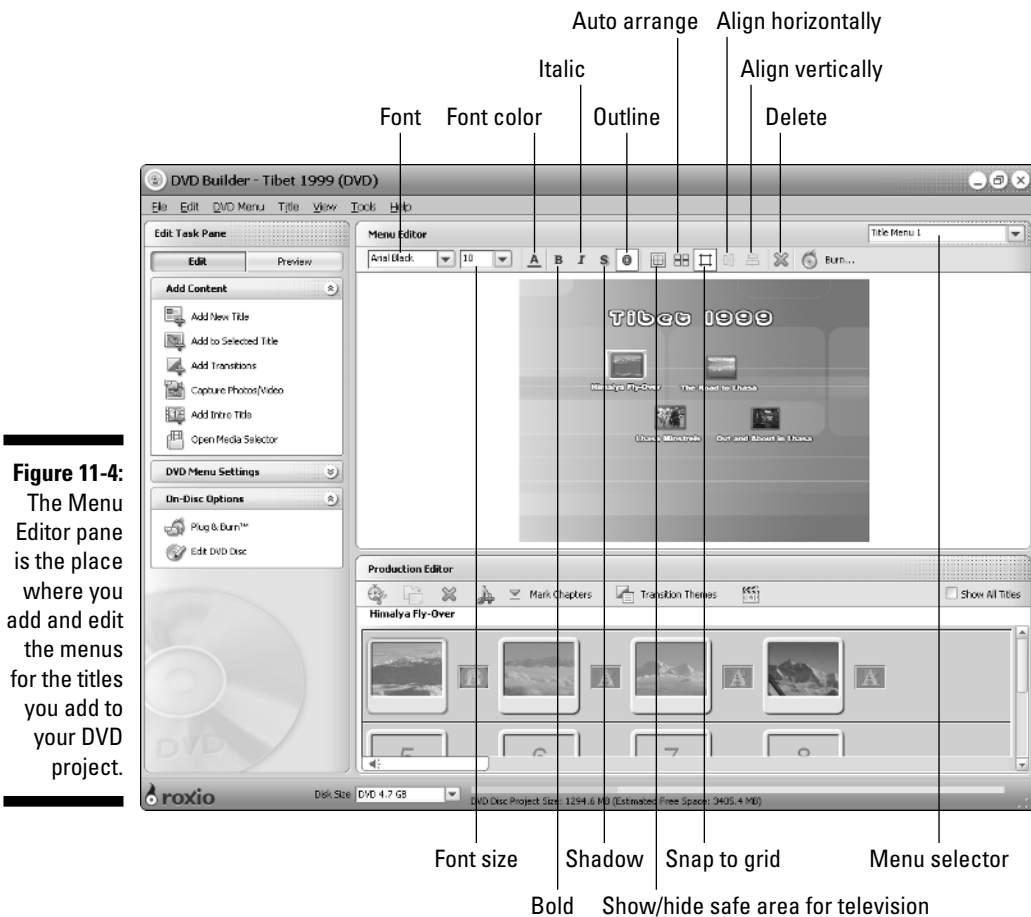 Auto arrange Align horizontally
Italic Align vertically
Font Font color Outline Delete
DVD Builder - Tibet 1999 (DVD)
File Edit DVD Menu Title View Tools Help
Edit Task Pane
Menu Editor
Title Menu 1
Edit Preview
Arial Black 18 A B I S O Burn...
Add Content
Add New Title
Add to Selected Title
Add Transitions
Capture Photos/Video
Add Intro Title
Open Media Selector
DVD Menu Settings
On-Disc Options
Plug & Burn™
Edit DVD Disc
DVD
Tibet 1999
Himalya Fly-Over The Road to Lhasa
Lhasa Minstrels Out and About in Lhasa
Production Editor
Mark Chapters Transition Themes Show All Titles
Himalya Fly-Over
A A A
5 6 7 8
roxio
Disk Size DVD 4.7 GB DVD Disc Project Size: 1294.6 MB (Estimated Free Space: 3405.4 MB)
Figure 11-4:
The Menu
Editor pane
is the place
where you
add and edit
the menus
for the titles
you add to
your DVD
project.
Font size Shadow Snap to grid Menu selector
Bold Show/hide safe area for television